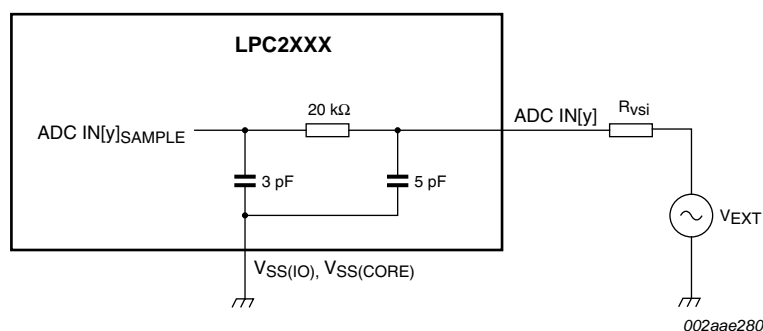 LPC2XXX
20 kΩ
ADC IN[y]
Rvsi
ADC IN[y]SAMPLE
3 pF
5 pF
VEXT
VSS(IO), VSS(CORE)
002aae280